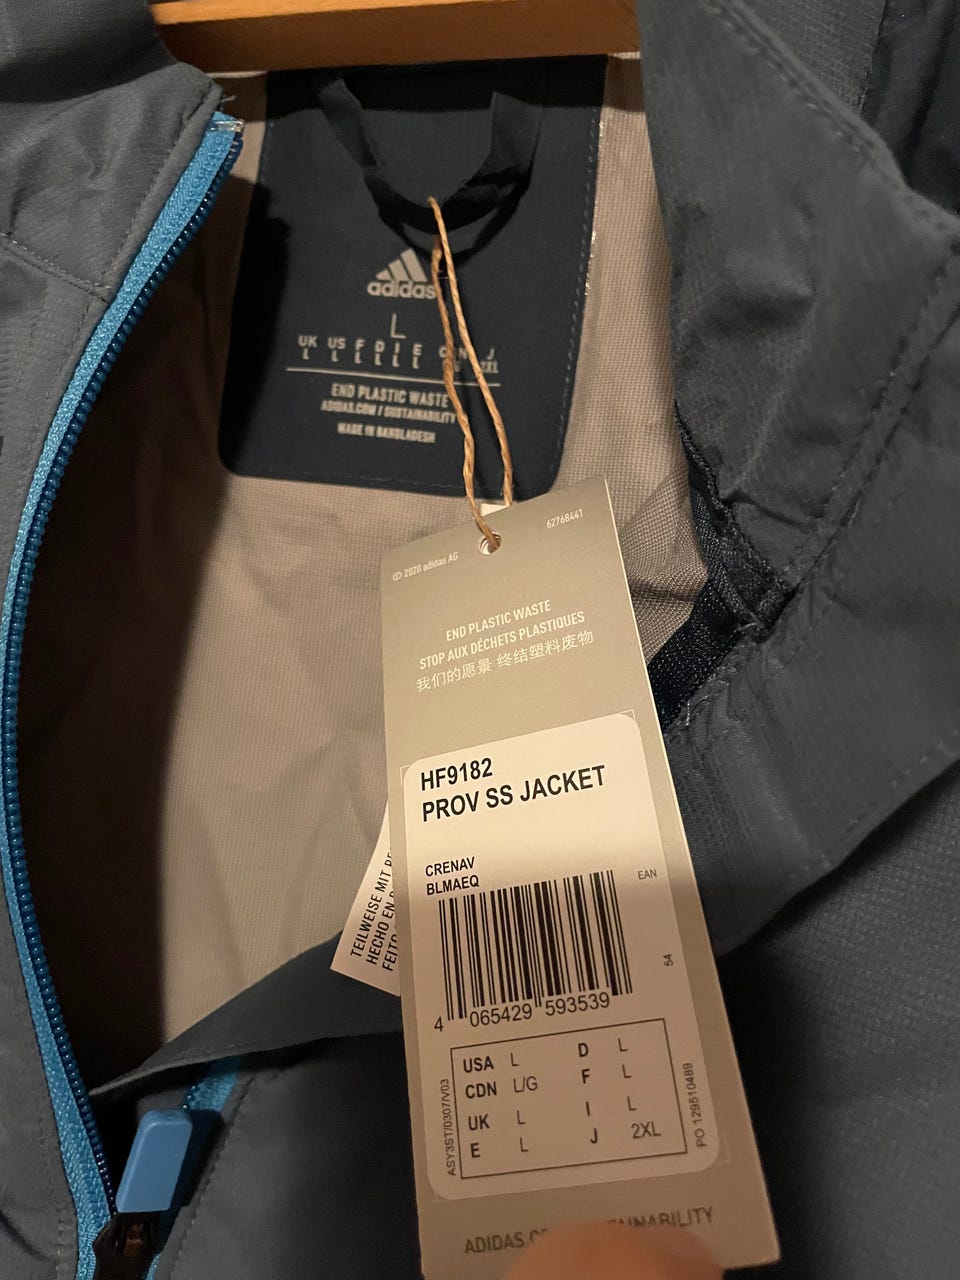 adidas
L
UK US F D I E CDN J
L L L L L L 2XL
END PLASTIC WASTE
ADIDAS.COM / SUSTAINABILITY
MADE IN BANGLADESH
© 2020 adidas AG
62768441
END PLASTIC WASTE
STOP AUX DÉCHETS PLASTIQUES
我们的愿景 终结塑料废物
HF9182
PROV SS JACKET
CRENAV
BLMAEQ
EAN
54
4 065429 593539
USA L D L
CDN L/G F L
UK L I L
E L J 2XL
ASY3ST/0307/V03
PO 129510489
TEILWEISE MIT
HECHO EN
FEITO
ADIDAS